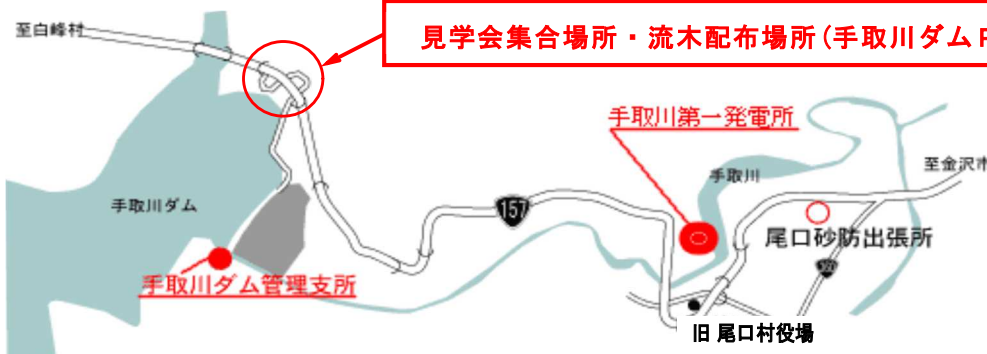 至白峰村
見学会集合場所・流木配布場所(手取川ダムP
手取川第一発電所
至金沢市
手取川
手取川ダム
157
尾口砂防出張所
360
手取川ダム管理支所
旧 尾口村役場